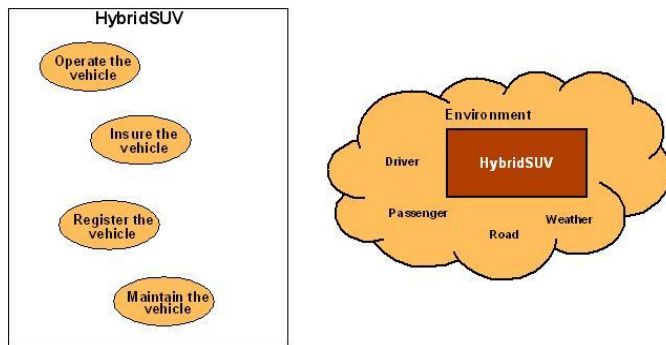 HybridSUV
Operate the
vehicle
Insure the
vehicle
Register the
vehicle
Maintain the
vehicle
Environment
Driver
HybridSUV
Passenger
Weather
Road